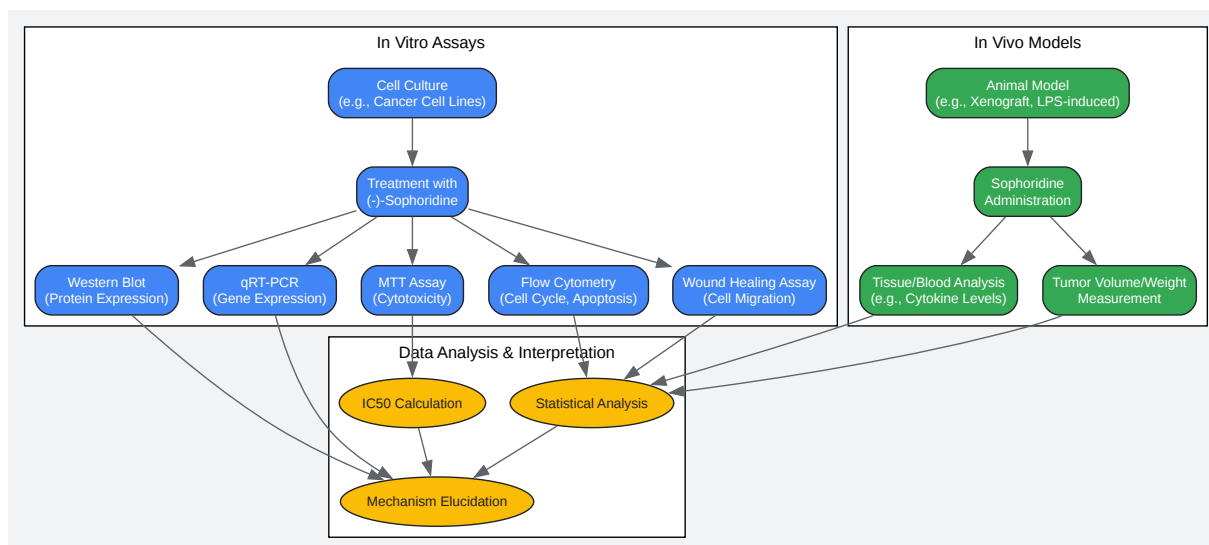 In Vitro Assays
Cell Culture
(e.g., Cancer Cell Lines)
Treatment with
(-)-Sophoridine
Western Blot
(Protein Expression)
qRT-PCR
(Gene Expression)
MTT Assay
(Cytotoxicity)
Flow Cytometry
(Cell Cycle, Apoptosis)
Wound Healing Assay
(Cell Migration)
In Vivo Models
Animal Model
(e.g., Xenograft, LPS-induced)
Sophoridine
Administration
Tissue/Blood Analysis
(e.g., Cytokine Levels)
Tumor Volume/Weight
Measurement
Data Analysis & Interpretation
IC50 Calculation
Statistical Analysis
Mechanism Elucidation